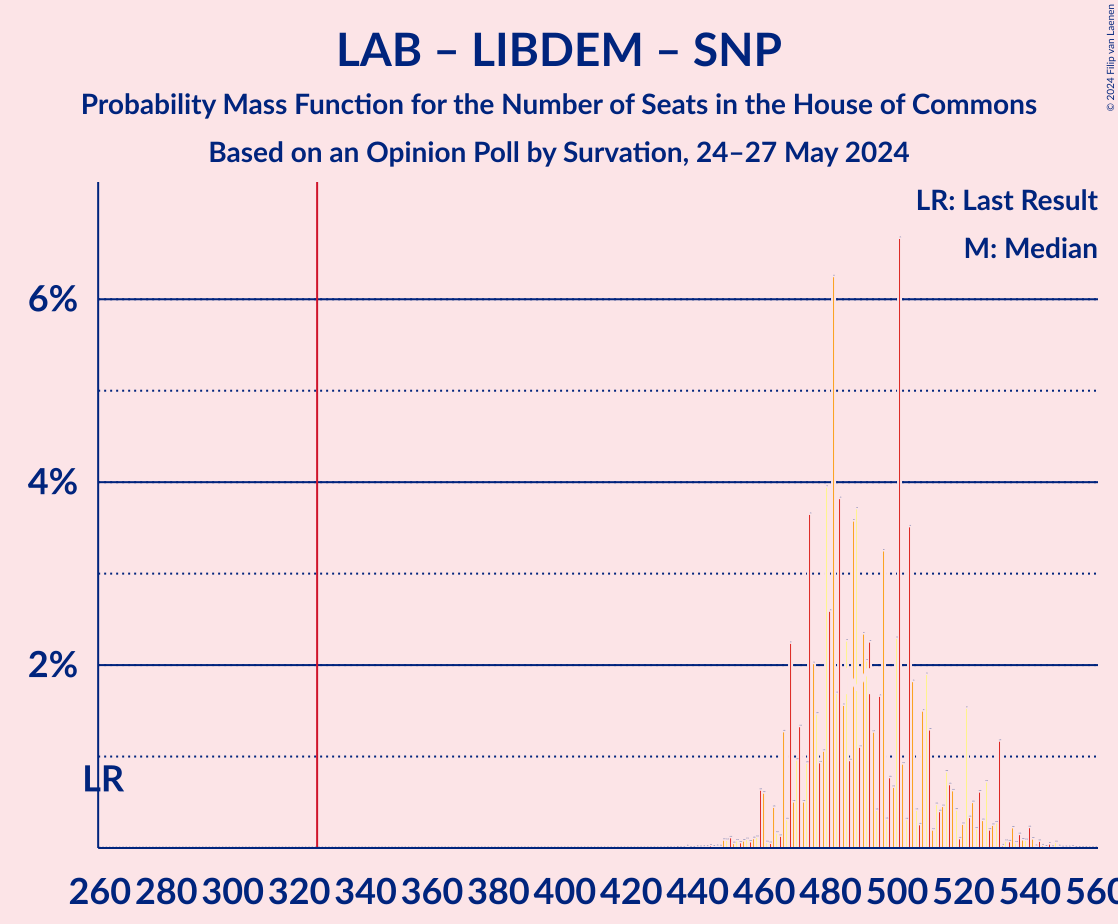 LAB – LIBDEM – SNP
Probability Mass Function for the Number of Seats in the House of Commons
Based on an Opinion Poll by Survation, 24–27 May 2024
© 2024 Filip van Laenen
LR: Last Result
M: Median
6%
4%
2%
LR
260 280 300 320 340 360 380 400 420 440 460 480 500 520 540 560